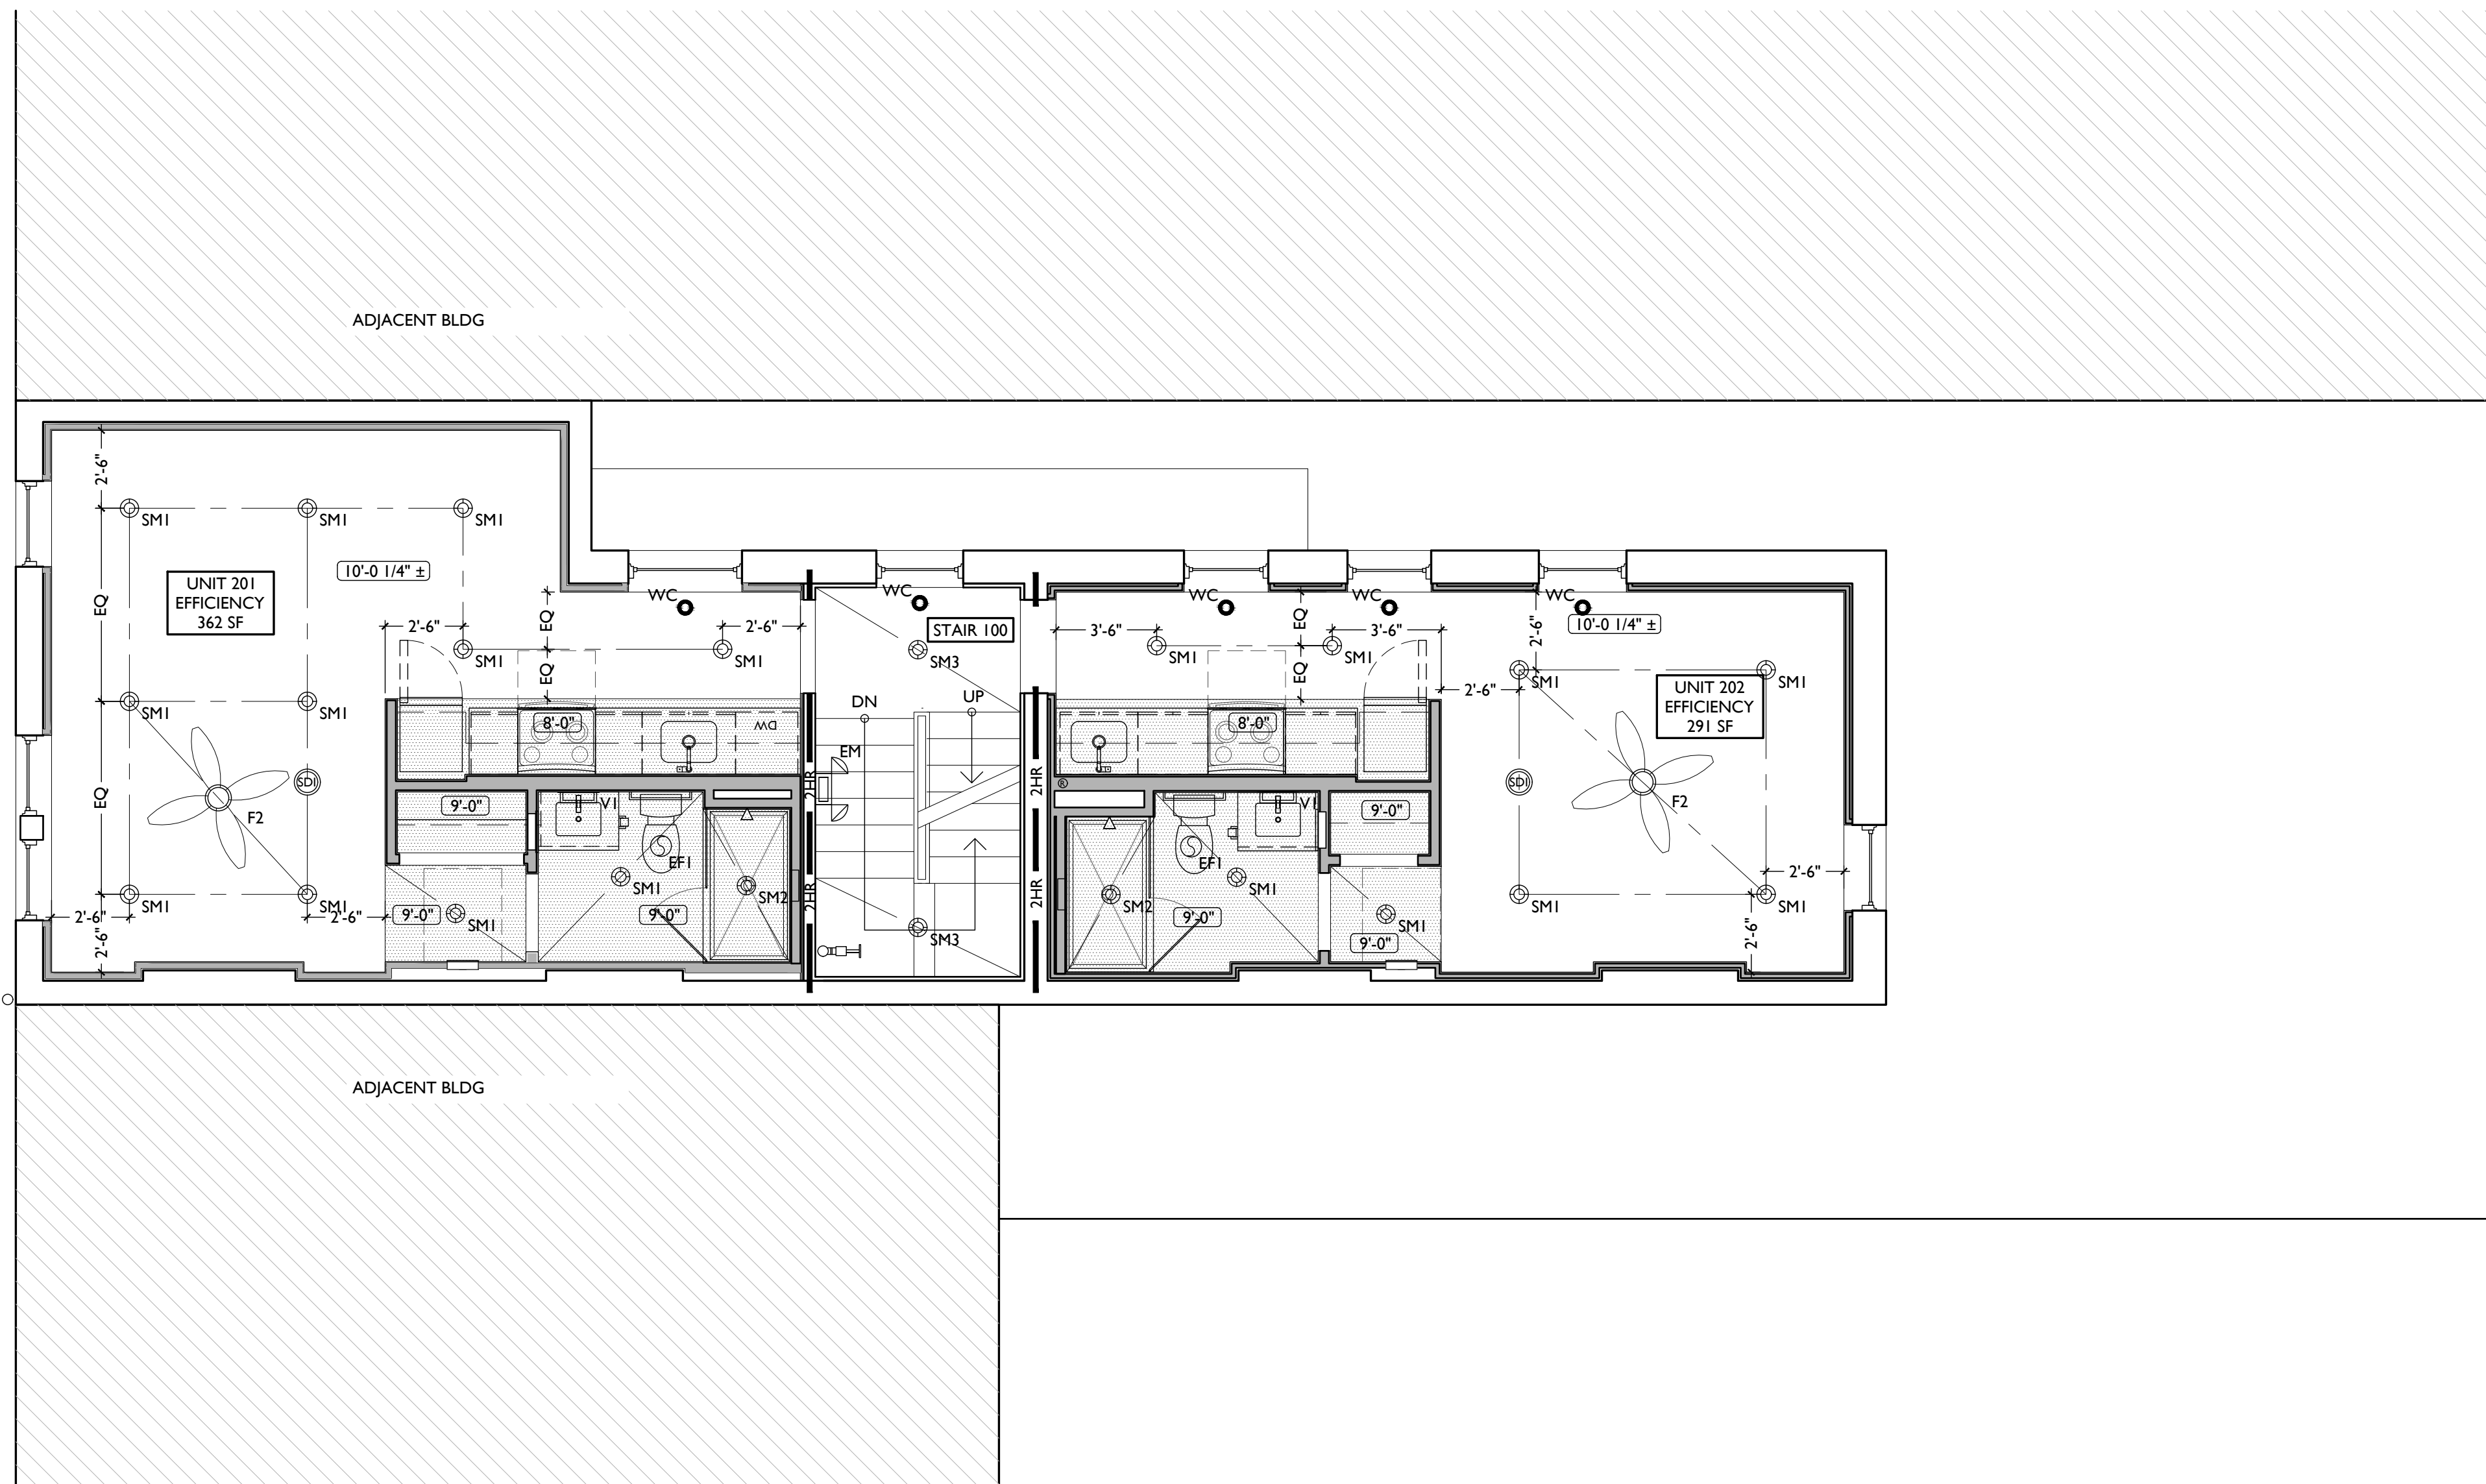 ADJACENT BLDG
2'-6"
SM1
SM1
SM1
10'-0 1/4" ±
UNIT 201
EFFICIENCY
362 SF
EQ
WC
WC
WC
WC
WC
10'-0 1/4" ±
2'-6"
EQ
2'-6"
STAIR 100
3'-6"
EQ
3'-6"
2'-6"
SM1
EQ
SM1
SM3
SM1
EQ
SM1
SM1
SM1
2'-6"
UNIT 202
EFFICIENCY
291 SF
SM1
SM1
DN
UP
8'-0"
DW
8'-0"
EM
2HR
2HR
®
SD1
SD1
EQ
F2
F2
9'-0"
V1
V1
9'-0"
EF1
EF1
SM1
SM1
2HR
2HR
2'-6"
SM1
SM1
SM2
SM2
SM1
SM1
2'-6"
2'-6"
9'-0"
SM1
9'-0"
9'-0"
SM1
2'-6"
SM3
9'-0"
2'-6"
ADJACENT BLDG